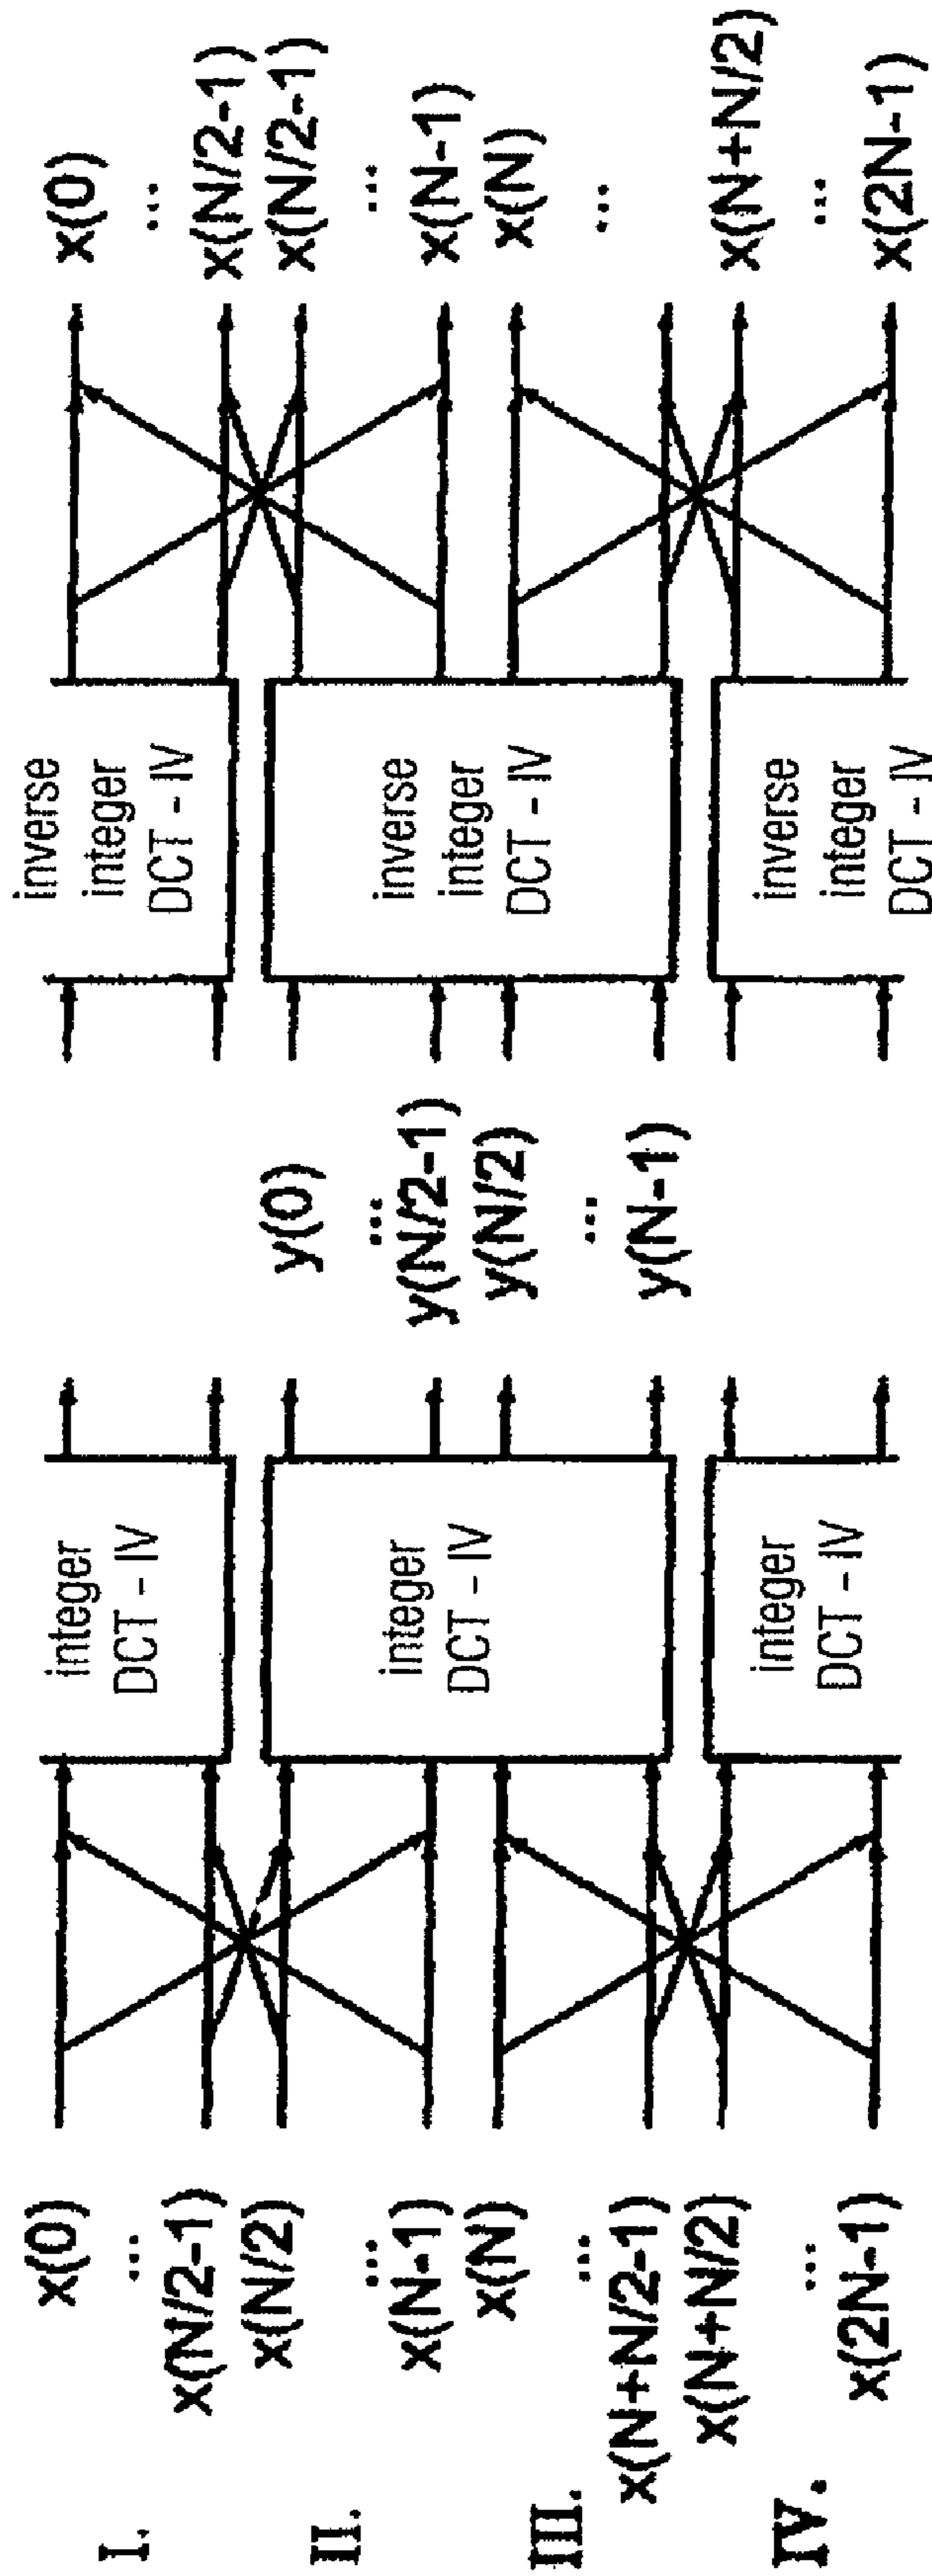 I.
II.
III.
IV.
x(0)
...
x(N/2-1)
x(N/2)
...
x(N-1)
x(N)
...
x(N+N/2-1)
x(N+N/2)
...
x(2N-1)
integer
DCT - IV
integer
DCT - IV
integer
DCT - IV
y(0)
...
y(N/2-1)
y(N/2)
...
y(N-1)
inverse
integer
DCT - IV
inverse
integer
DCT - IV
inverse
integer
DCT - IV
x(0)
...
x(N/2-1)
x(N/2-1)
...
x(N-1)
x(N)
...
x(N+N/2)
...
x(2N-1)